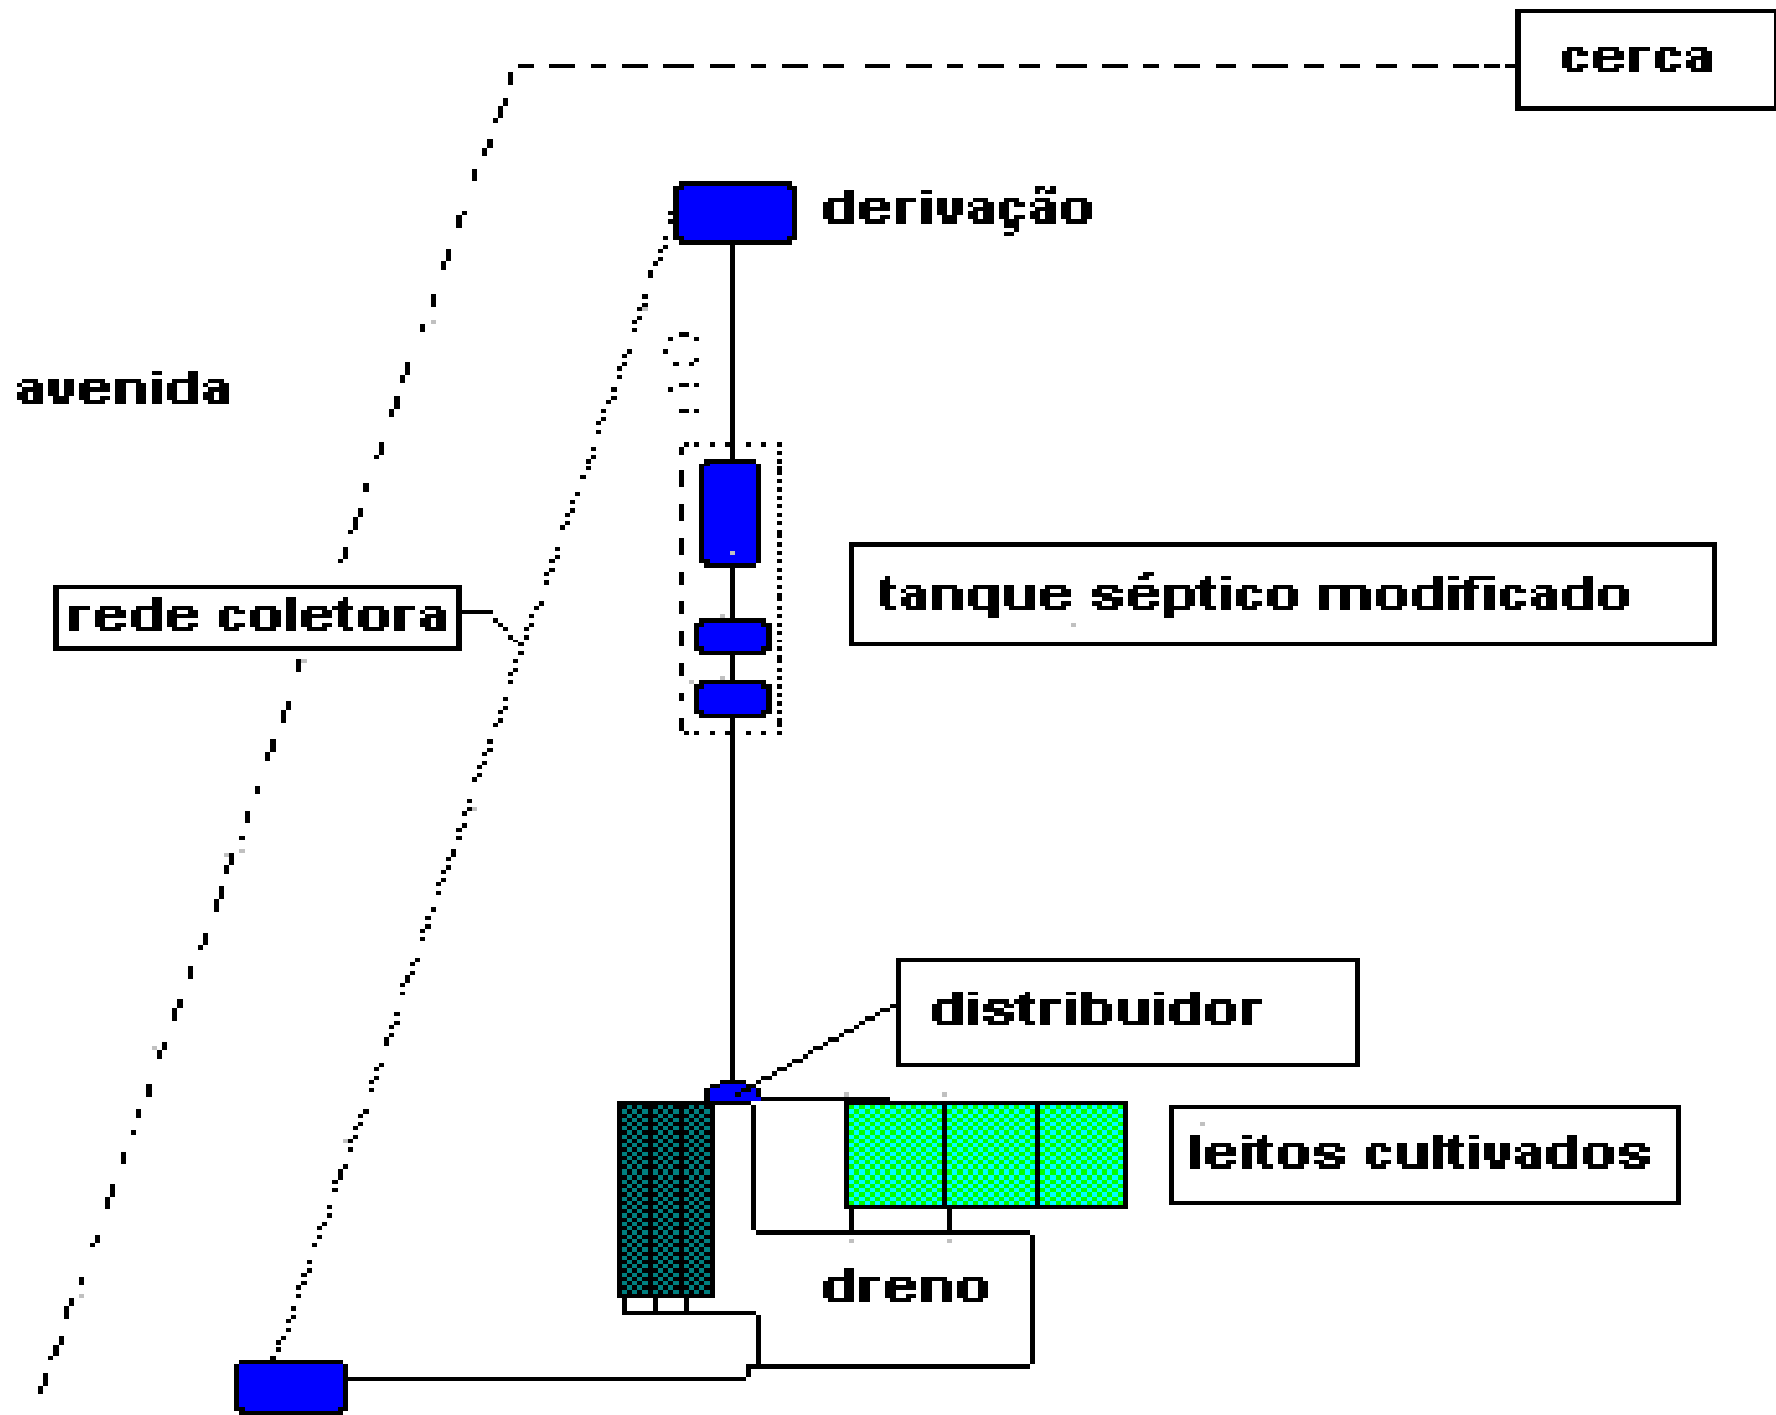 cerca
derivação
avenida
tanque séptico modificado
rede coletora
distribuidor
leitos cultivados
dreno